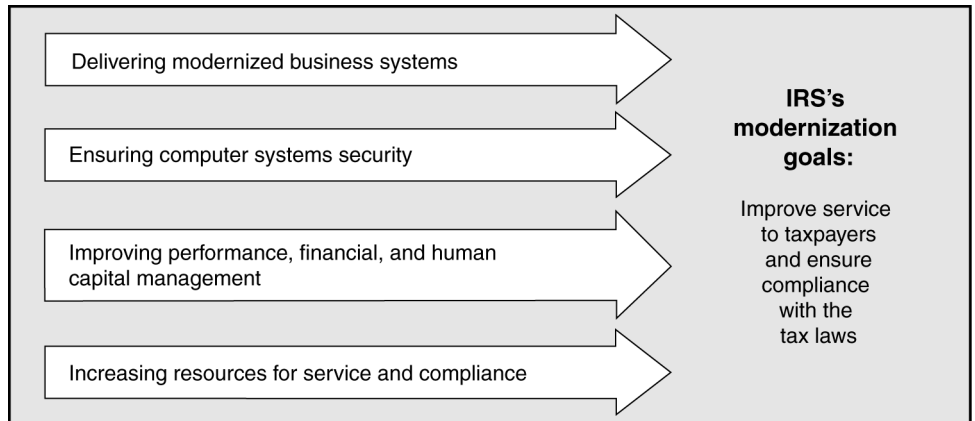 Delivering modernized business systems
Ensuring computer systems security
Improving performance, financial, and human
capital management
Increasing resources for service and compliance
IRS's
modernization
goals:
Improve service
to taxpayers
and ensure
compliance
with the
tax laws